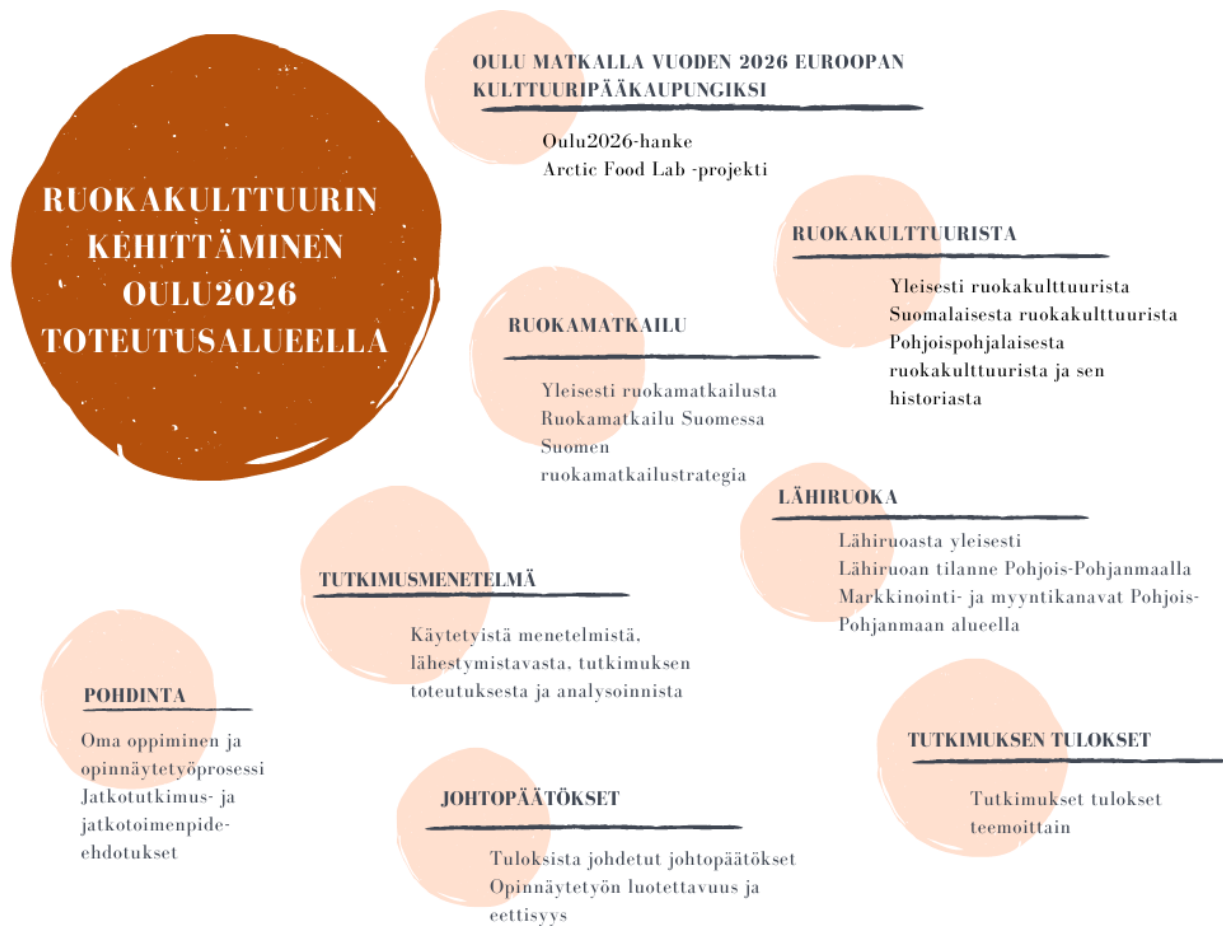 RUOKAKULTTUURIN
KEHITTÄMINEN
OULU2026
TOTEUTUSALUEELLA
OULU MATKALLA VUODEN 2026 EUROOPAN
KULTTUURIPÄÄKAUPUNGIKSI
Oulu2026-hanke
Arctic Food Lab -projekti
RUOKAKULTTUURISTA
Yleisesti ruokakulttuurista
Suomalaisesta ruokakulttuurista
Pohjoispohjalaisesta
ruokakulttuurista ja sen
historiasta
RUOKAMATKAILU
Yleisesti ruokamatkailusta
Ruokamatkailu Suomessa
Suomen
ruokamatkailustrategia
LÄHIRUOKA
Lähiruoasta yleisesti
Lähiruoan tilanne Pohjois-Pohjanmaalla
Markkinointi- ja myyntikanavat Pohjois-
Pohjanmaan alueella
TUTKIMUSMENETELMÄ
Käytetyistä menetelmistä,
lähestymistavasta, tutkimuksen
toteutuksesta ja analysoinnista
TUTKIMUKSEN TULOKSET
Tutkimukset tulokset
teemoittain
JOHTOPÄÄTÖKSET
Tuloksista johdetut johtopäätökset
Opinnäytetyön luotettavuus ja
eettisyys
POHDINTA
Oma oppiminen ja
opinnäytetyöprosessi
Jatkotutkimus- ja
jatkotoimenpide-
ehdotukset